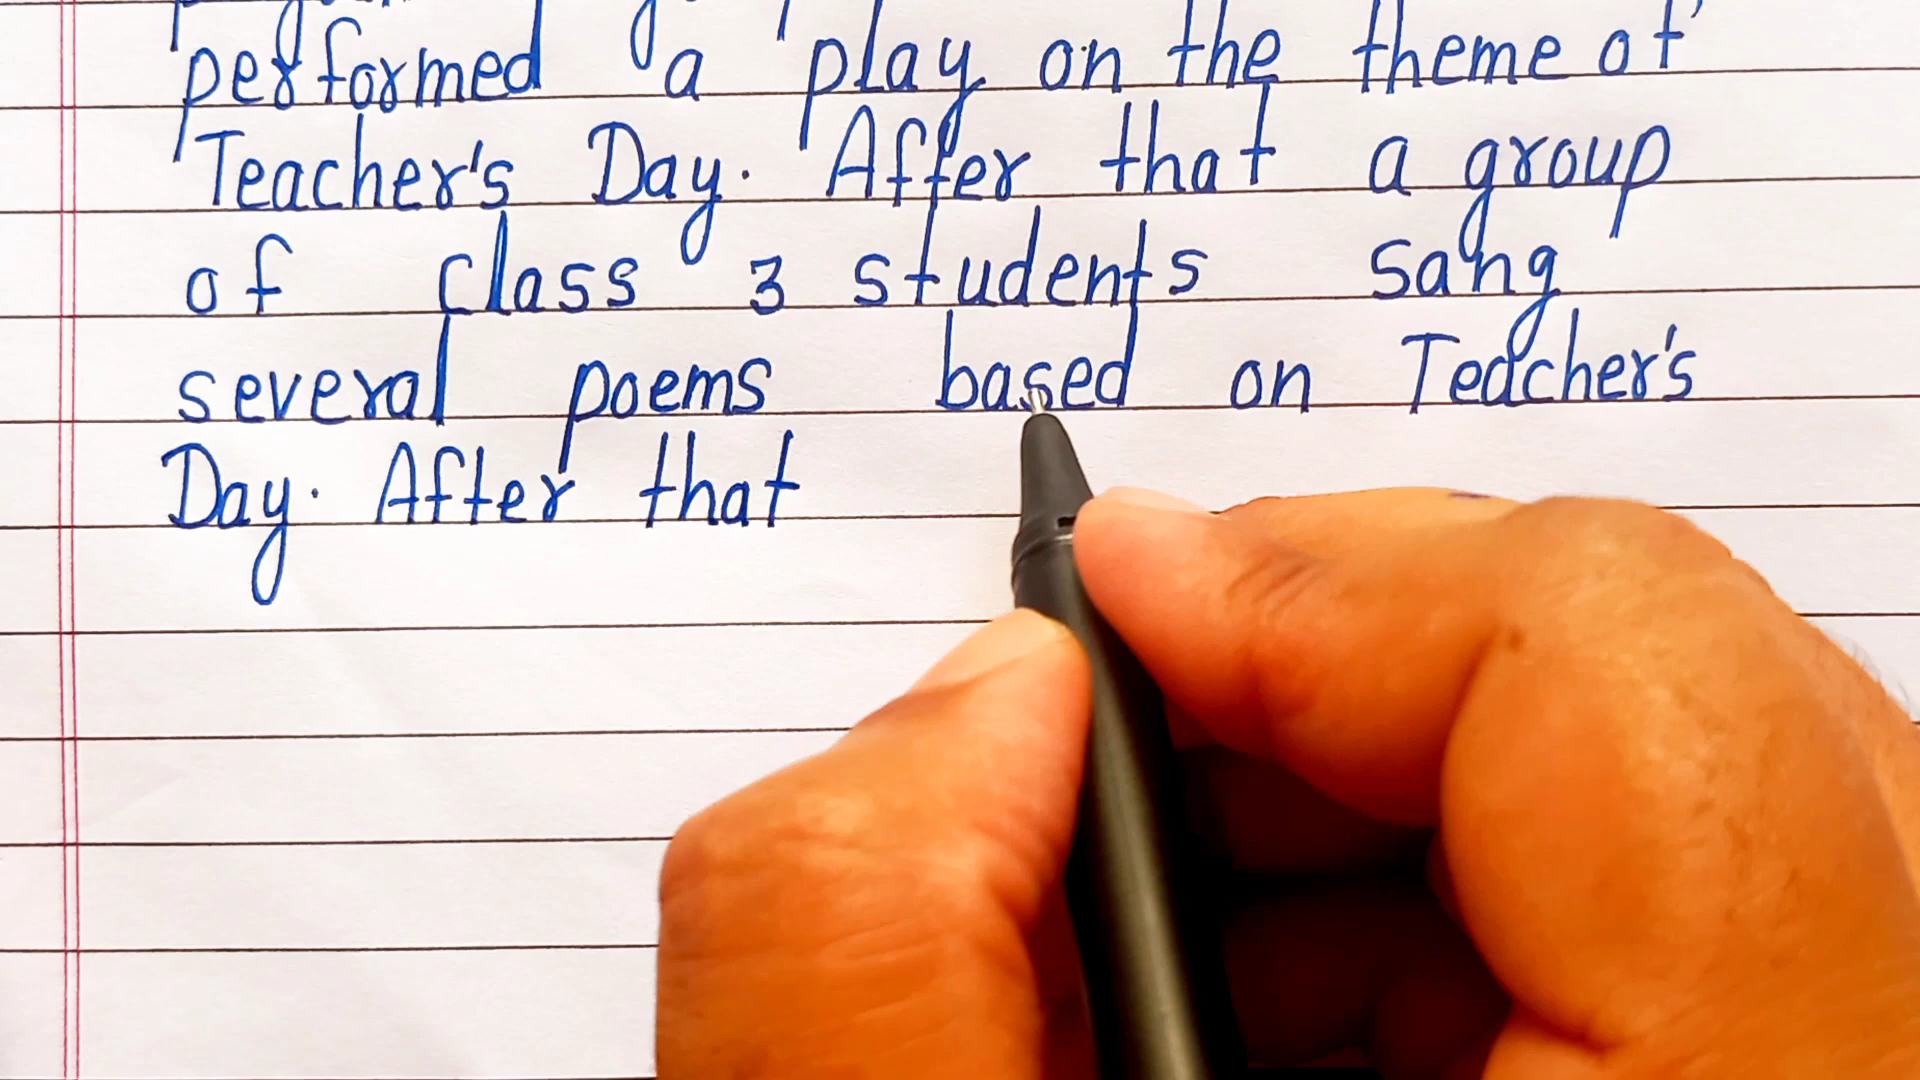 performed a play on the theme of
Teacher's Day. After that a group
of class 3 students sang
several poems based on Teacher's
Day. After that